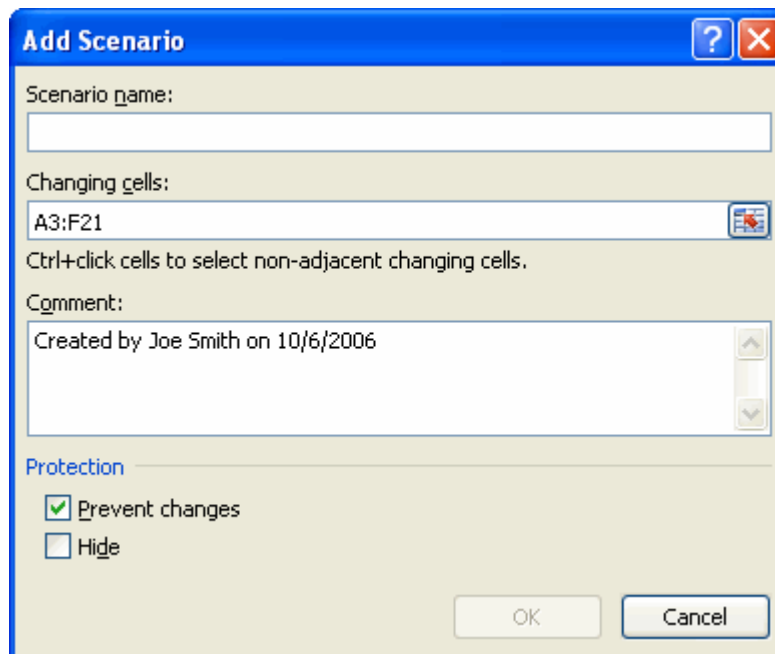 Add Scenario
Scenario name:
Changing cells:
A3:F21
Ctrl+click cells to select non-adjacent changing cells.
Comment:
Created by Joe Smith on 10/6/2006
Protection
Prevent changes
Hide
OK
Cancel